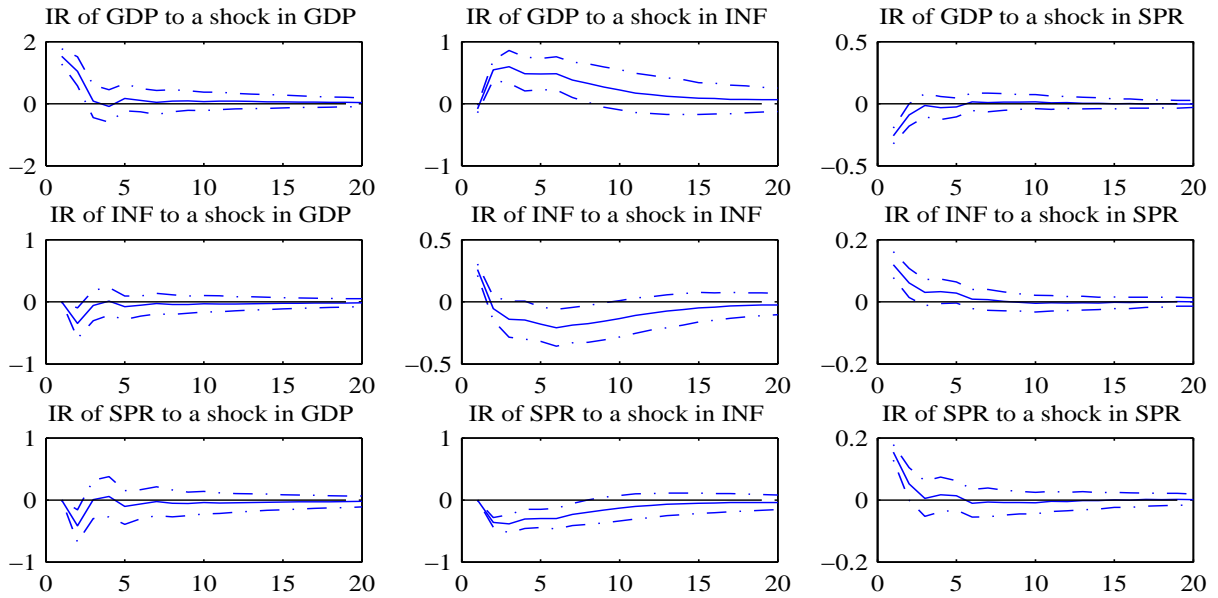 IR of GDP to a shock in GDP
2
0
−2
0 5 10 15 20
IR of GDP to a shock in INF
1
0
−1
0 5 10 15 20
IR of GDP to a shock in SPR
0.5
0
−0.5
0 5 10 15 20
IR of INF to a shock in GDP
1
0
−1
0 5 10 15 20
IR of INF to a shock in INF
0.5
0
−0.5
0 5 10 15 20
IR of INF to a shock in SPR
0.2
0
−0.2
0 5 10 15 20
IR of SPR to a shock in GDP
1
0
−1
0 5 10 15 20
IR of SPR to a shock in INF
1
0
−1
0 5 10 15 20
IR of SPR to a shock in SPR
0.2
0
−0.2
0 5 10 15 20